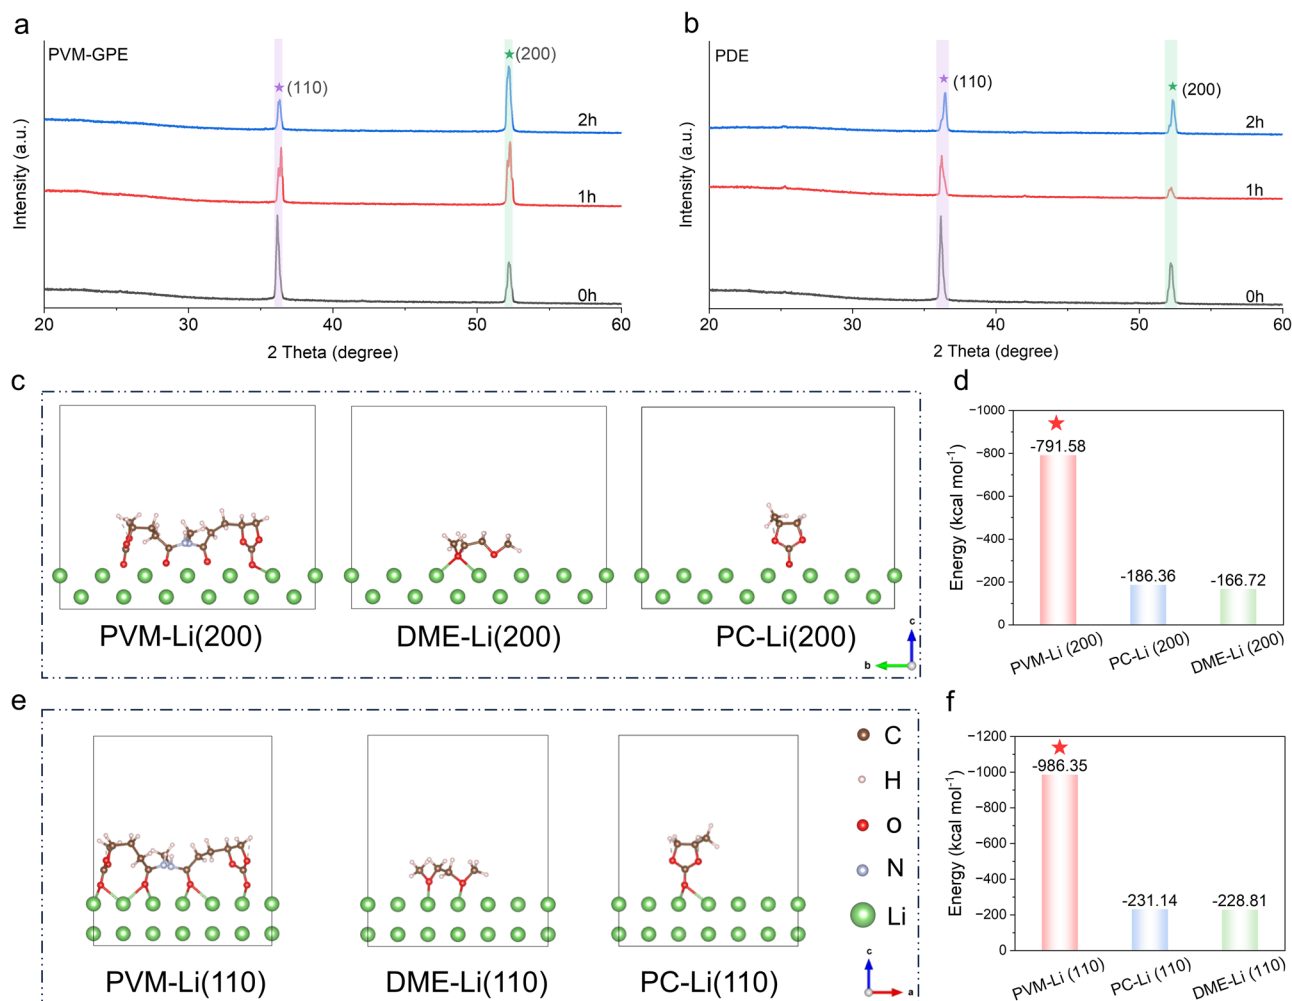 a
PVM-GPE
(110)
(200)
2h
1h
0h
Intensity (a.u.)
20 30 40 50 60
2 Theta (degree)
b
PDE
(110)
(200)
2h
1h
0h
Intensity (a.u.)
20 30 40 50 60
2 Theta (degree)
c
PVM-Li(200)
DME-Li(200)
PC-Li(200)
c
b
d
Energy (kcal mol-1)
−1000
−800
−600
−400
−200
0
-791.58
-186.36
-166.72
PVM-Li (200)
PC-Li (200)
DME-Li (200)
e
PVM-Li(110)
DME-Li(110)
PC-Li(110)
C
H
O
N
Li
c
a
f
Energy (kcal mol-1)
−1200
−1000
−800
−600
−400
−200
0
-986.35
-231.14
-228.81
PVM-Li (110)
PC-Li (110)
DME-Li (110)